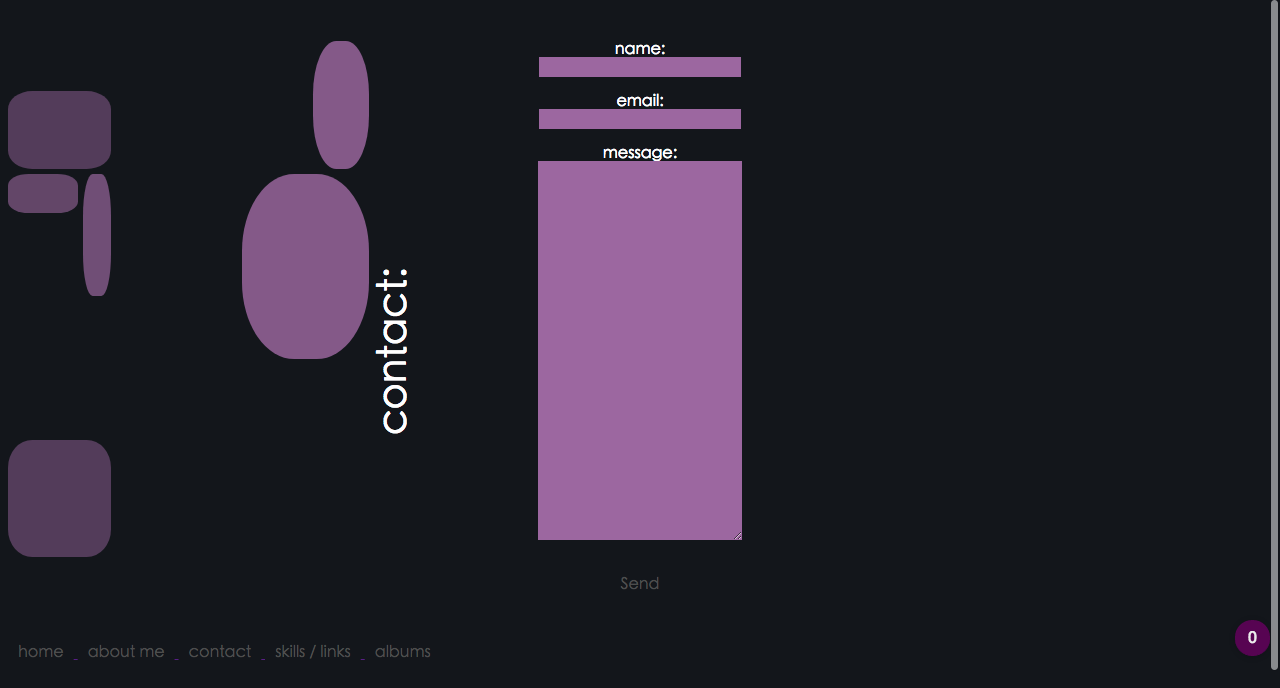 name:
email:
message:
contact:
Send
home _ about me _ contact _ skills / links _ albums
0